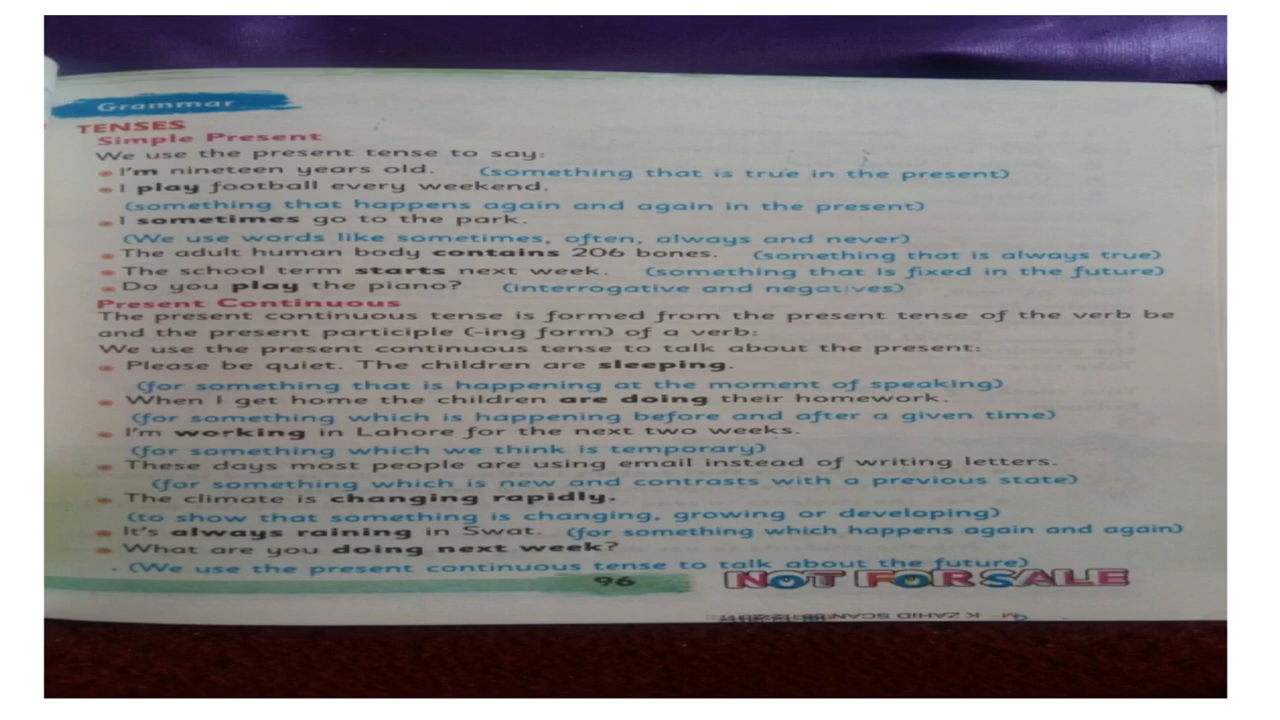 Grammar
TENSES
Simple Present
We use the present tense to say:
I'm nineteen years old. (something that is true in the present)
I play football every weekend.
(something that happens again and again in the present)
I sometimes go to the park.
(We use words like sometimes, often, always and never)
The adult human body contains 206 bones. (something that is always true)
The school term starts next week. (something that is fixed in the future)
Do you play the piano? (interrogative and negatives)
Present Continuous
The present continuous tense is formed from the present tense of the verb be
and the present participle (-ing form) of a verb:
We use the present continuous tense to talk about the present:
Please be quiet. The children are sleeping.
(for something that is happening at the moment of speaking)
When I get home the children are doing their homework.
(for something which is happening before and after a given time)
I'm working in Lahore for the next two weeks.
(for something which we think is temporary)
These days most people are using email instead of writing letters.
(for something which is new and contrasts with a previous state)
The climate is changing rapidly.
(to show that something is changing, growing or developing)
It's always raining in Swat. (for something which happens again and again)
What are you doing next week?
(We use the present continuous tense to talk about the future)
96 NOT FOR SALE
K ZAHID SCAN